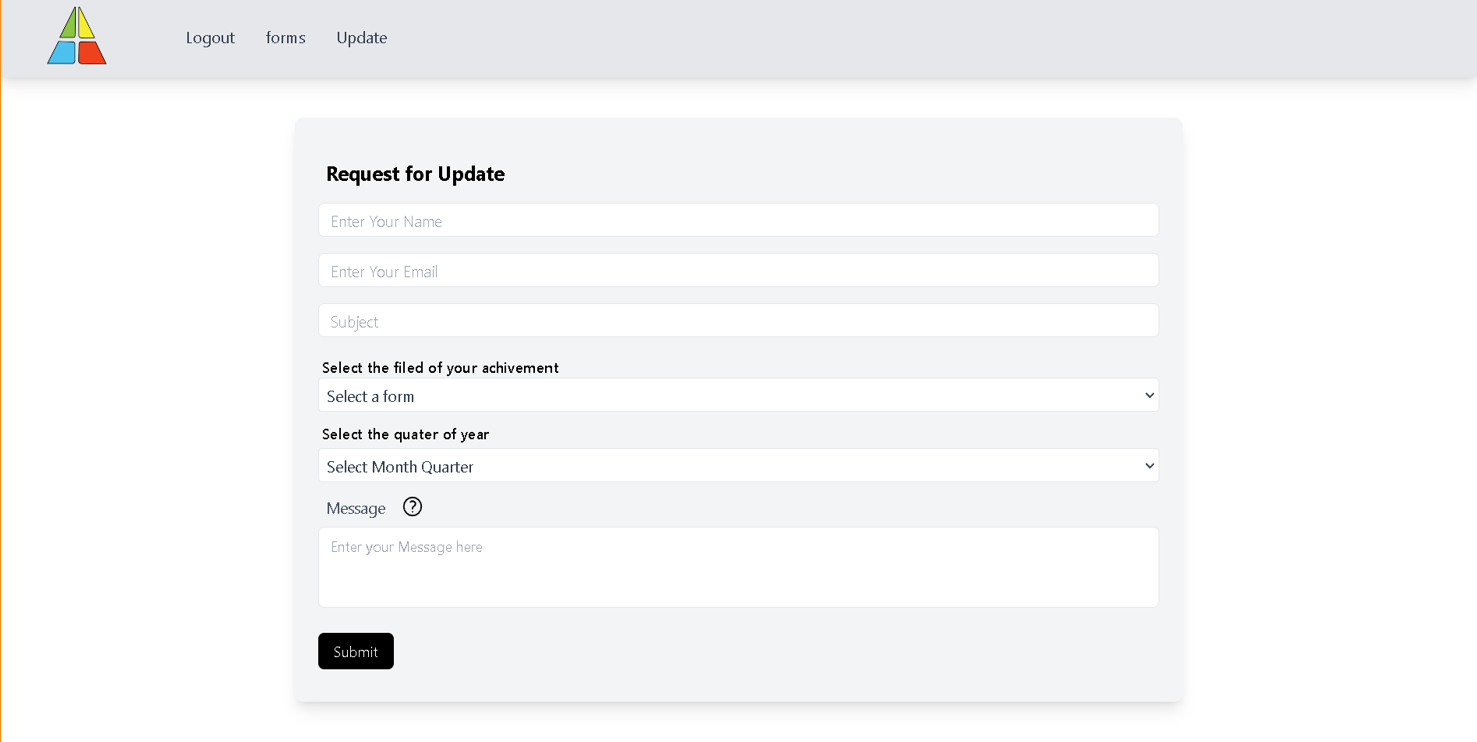 Logout forms Update
Request for Update
Enter Your Name
Enter Your Email
Subject
Select the filed of your achivement
Select a form
Select the quater of year
Select Month Quarter
Message ?
Enter your Message here
Submit